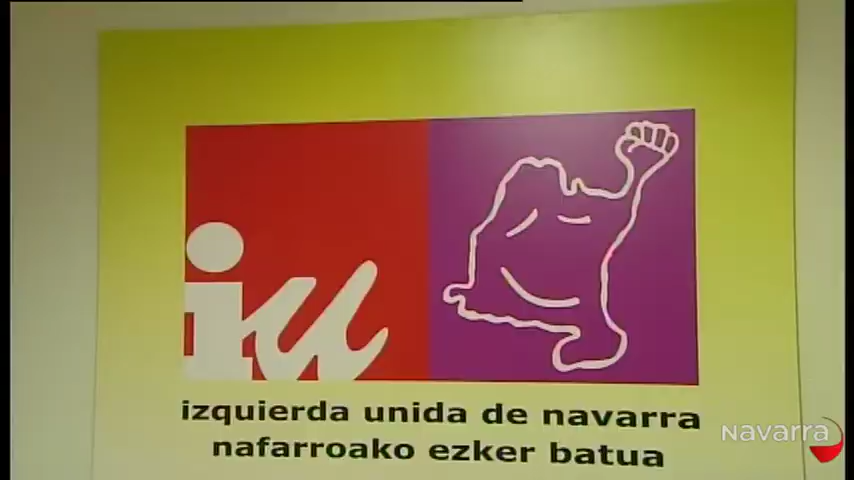 iu
izquierda unida de navarra
nafarroako ezker batua
navarra